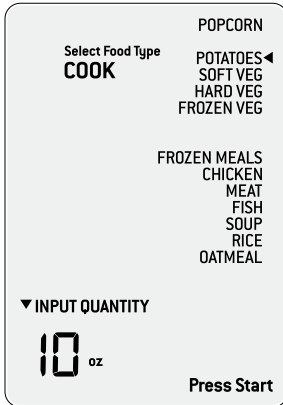 POPCORN
Select Food Type
COOK
POTATOES◀
SOFT VEG
HARD VEG
FROZEN VEG
FROZEN MEALS
CHICKEN
MEAT
FISH
SOUP
RICE
OATMEAL
▼INPUT QUANTITY
10 oz
Press Start